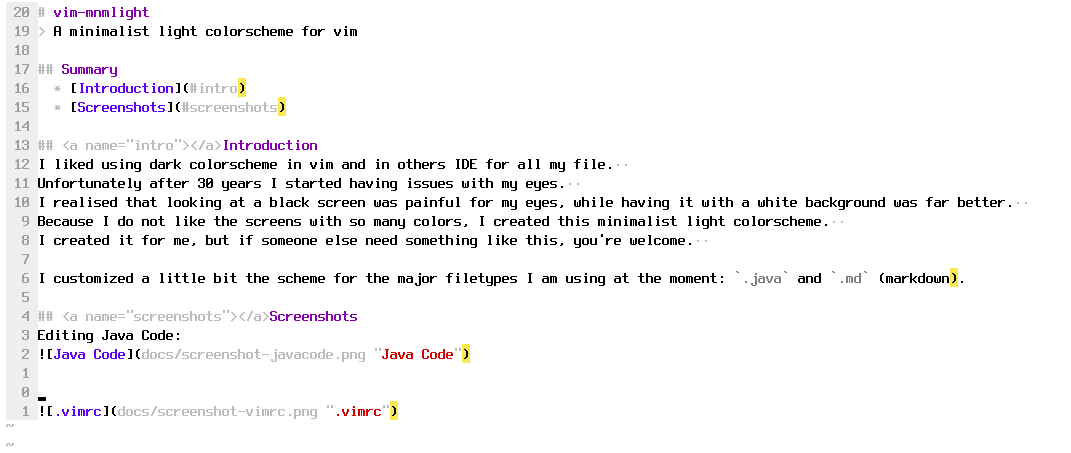 20 # vim-mnmlight
19 > A minimalist light colorscheme for vim
18
17 ## Summary
16   * [Introduction](#intro)
15   * [Screenshots](#screenshots)
14
13 ## <a name="intro"></a>Introduction
12 I liked using dark colorscheme in vim and in others IDE for all my file.··
11 Unfortunately after 30 years I started having issues with my eyes.··
10 I realised that looking at a black screen was painful for my eyes, while having it with a white background was far better.··
9 Because I do not like the screens with so many colors, I created this minimalist light colorscheme.··
8 I created it for me, but if someone else need something like this, you're welcome.··
7
6 I customized a little bit the scheme for the major filetypes I am using at the moment: `.java` and `.md` (markdown).
5
4 ## <a name="screenshots"></a>Screenshots
3 Editing Java Code:
2 ![Java Code](docs/screenshot-javacode.png "Java Code")
1
0
1 ![.vimrc](docs/screenshot-vimrc.png ".vimrc")
~
~